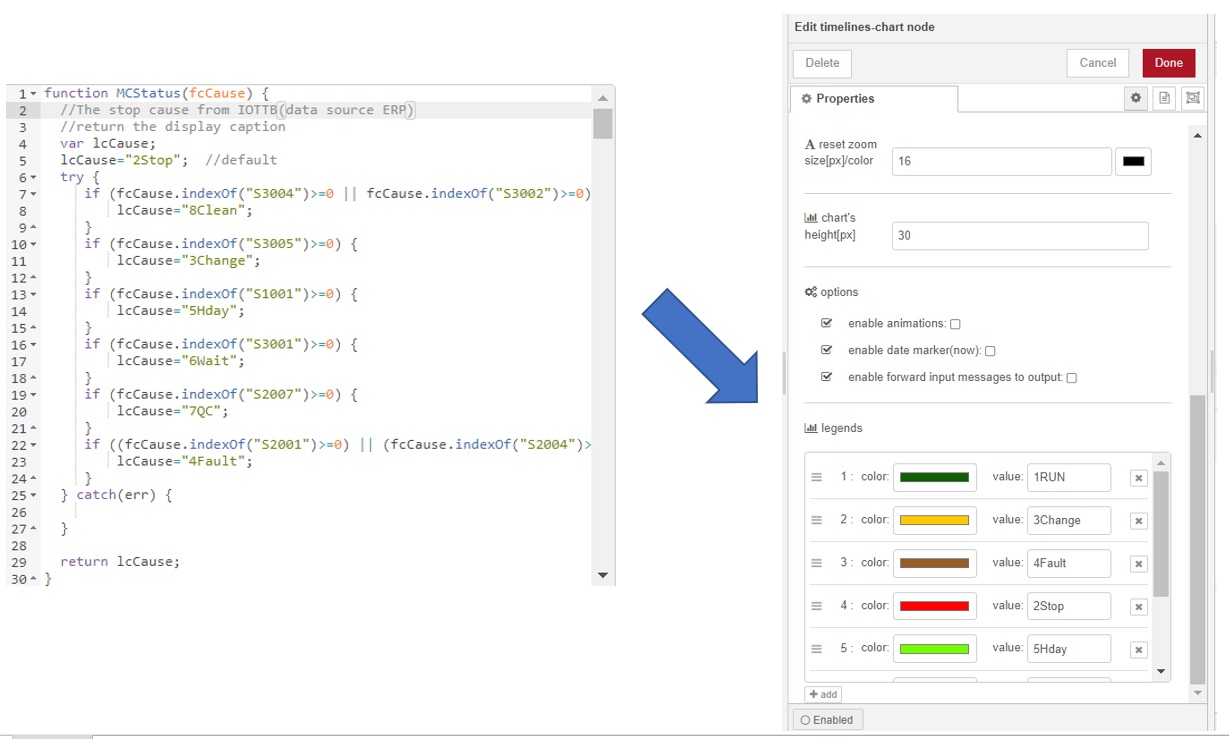 1 function MCStatus(fcCause) {
2 //The stop cause from IOTTB(data source ERP)
3 //return the display caption
4 var lcCause;
5 lcCause="2Stop"; //default
6 try {
7 if (fcCause.indexOf("S3004")>=0 || fcCause.indexOf("S3002")>=0)
8 lcCause="8Clean";
9 }
10 if (fcCause.indexOf("S3005")>=0) {
11 lcCause="3Change";
12 }
13 if (fcCause.indexOf("S1001")>=0) {
14 lcCause="5Hday";
15 }
16 if (fcCause.indexOf("S3001")>=0) {
17 lcCause="6Wait";
18 }
19 if (fcCause.indexOf("S2007")>=0) {
20 lcCause="7QC";
21 }
22 if ((fcCause.indexOf("S2001")>=0) || (fcCause.indexOf("S2004")>
23 lcCause="4Fault";
24 }
25 } catch(err) {
26
27 }
28
29 return lcCause;
30 }
Edit timelines-chart node
Delete Cancel Done
Properties
A reset zoom
size[px]/color 16
chart's
height[px] 30
options
enable animations:
enable date marker(now):
enable forward input messages to output:
legends
1 : color: value: 1RUN
2 : color: value: 3Change
3 : color: value: 4Fault
4 : color: value: 2Stop
5 : color: value: 5Hday
add
Enabled